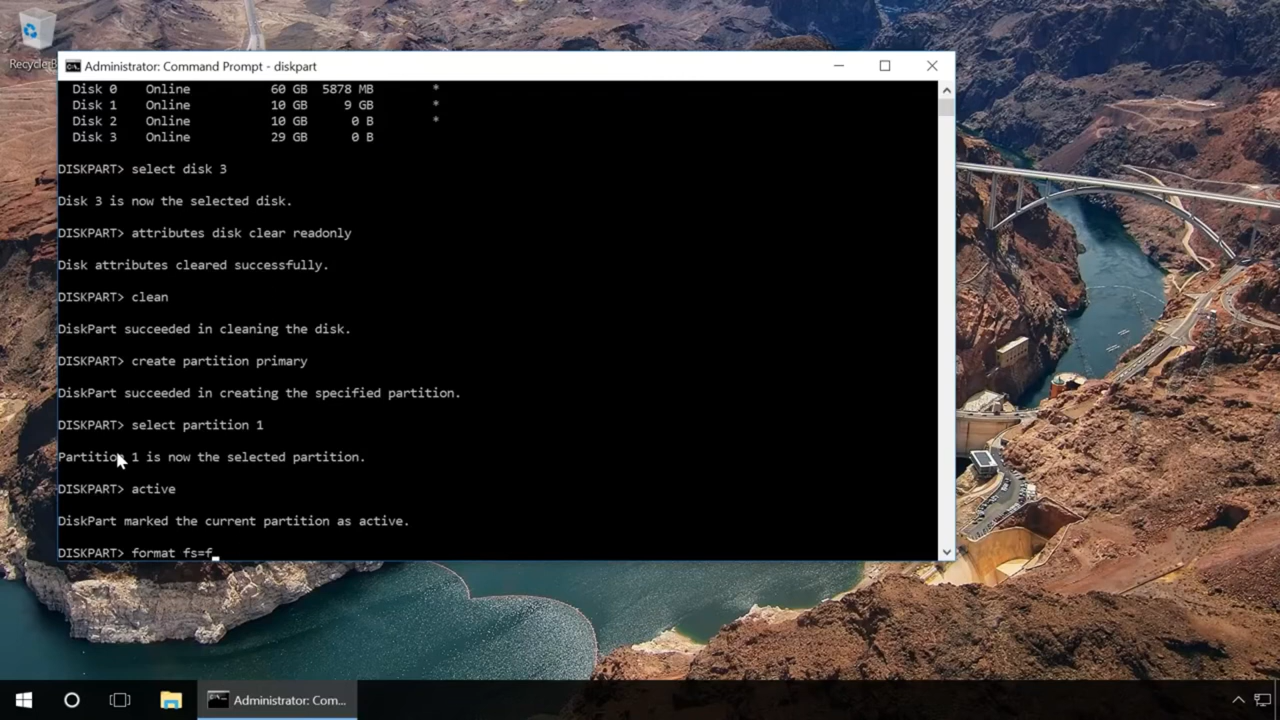 Recycle B
Administrator: Command Prompt - diskpart
Disk 0 Online 60 GB 5878 MB *
Disk 1 Online 10 GB 9 GB *
Disk 2 Online 10 GB 0 B *
Disk 3 Online 29 GB 0 B
DISKPART> select disk 3
Disk 3 is now the selected disk.
DISKPART> attributes disk clear readonly
Disk attributes cleared successfully.
DISKPART> clean
DiskPart succeeded in cleaning the disk.
DISKPART> create partition primary
DiskPart succeeded in creating the specified partition.
DISKPART> select partition 1
Partition 1 is now the selected partition.
DISKPART> active
DiskPart marked the current partition as active.
DISKPART> format fs=f
Administrator: Com...